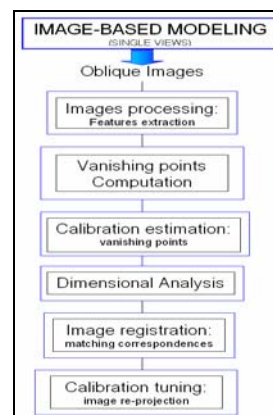 IMAGE-BASED MODELING
(SINGLE VIEWS)
Oblique Images
Images processing:
Features extraction
Vanishing points
Computation
Calibration estimation:
vanishing points
Dimensional Analysis
Image registration:
matching correspondences
Calibration tuning:
image re-projection